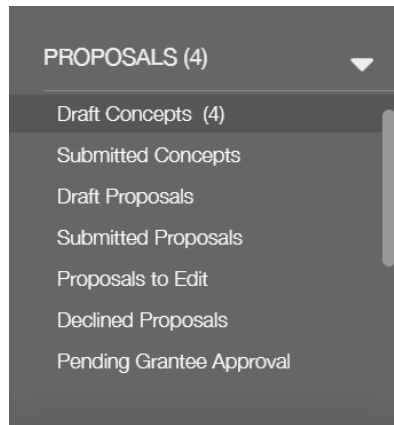 PROPOSALS (4)
Draft Concepts (4)
Submitted Concepts
Draft Proposals
Submitted Proposals
Proposals to Edit
Declined Proposals
Pending Grantee Approval